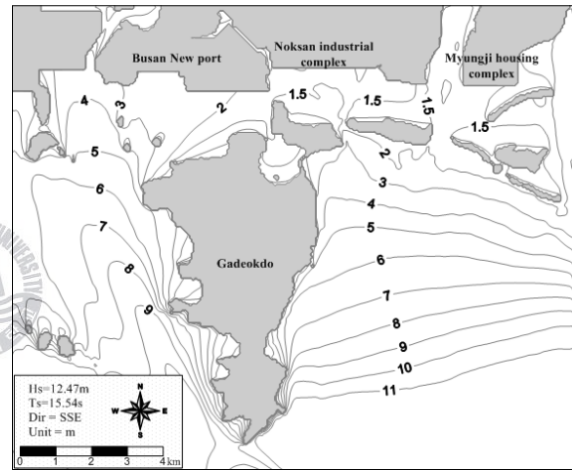 Busan New port
Noksan industrial
complex
Myungji housing
complex
4
3
2
1.5
1.5
1.5
1.5
5
2
6
3
4
7
5
Gadeokdo
6
8
7
9
8
9
10
11
Hs=12.47m
Ts=15.54s
Dir = SSE
Unit = m
N
W E
S
0 1 2 3 4 km
UNIVERSITY